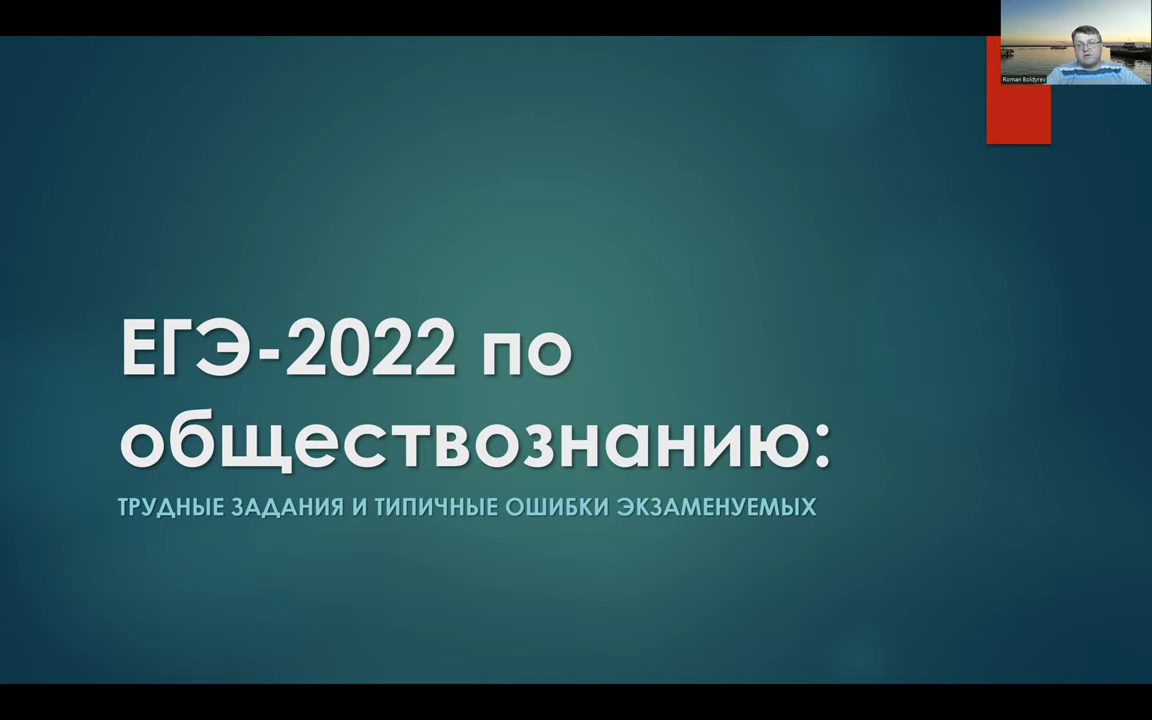 Roman Boldyrev
ЕГЭ-2022 по
обществознанию:
ТРУДНЫЕ ЗАДАНИЯ И ТИПИЧНЫЕ ОШИБКИ ЭКЗАМЕНУЕМЫХ